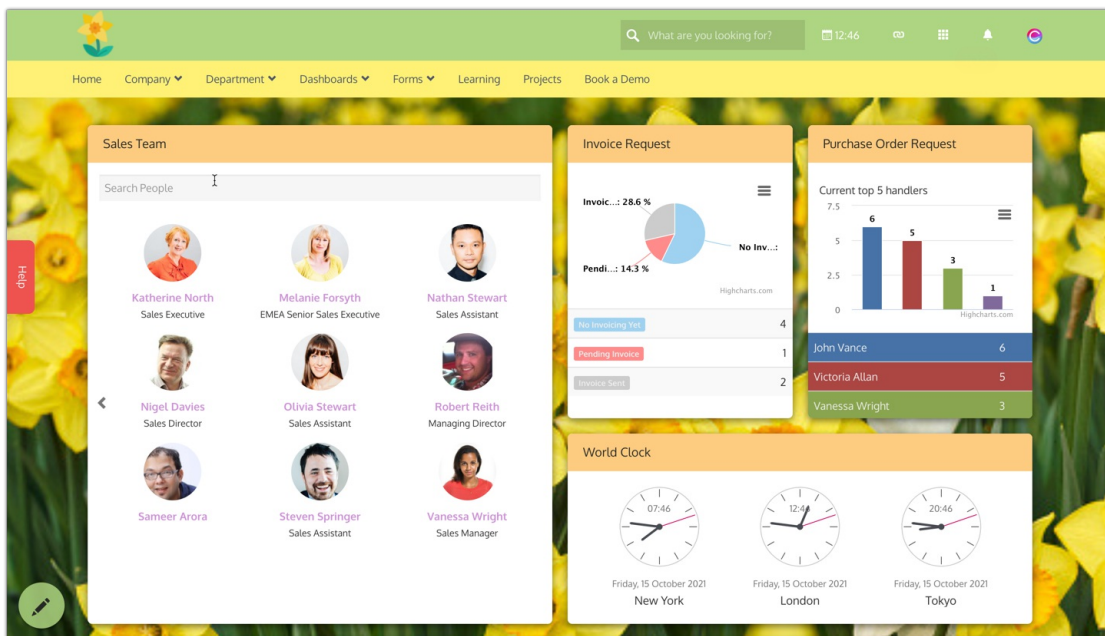 What are you looking for?
12:46
Home
Company
Department
Dashboards
Forms
Learning
Projects
Book a Demo
Help
Sales Team
Search People
Katherine North
Sales Executive
Melanie Forsyth
EMEA Senior Sales Executive
Nathan Stewart
Sales Assistant
Nigel Davies
Sales Director
Olivia Stewart
Sales Assistant
Robert Reith
Managing Director
Sameer Arora
Steven Springer
Sales Assistant
Vanessa Wright
Sales Manager
Invoice Request
Invoic...: 28.6 %
No Inv...:
Pendi...: 14.3 %
Highcharts.com
No Invoicing Yet 4
Pending Invoice 1
Invoice Sent 2
Purchase Order Request
Current top 5 handlers
7.5
5
2.5
0
6
5
3
1
Highcharts.com
John Vance 6
Victoria Allan 5
Vanessa Wright 3
World Clock
07:46
Friday, 15 October 2021
New York
12:46
Friday, 15 October 2021
London
20:46
Friday, 15 October 2021
Tokyo